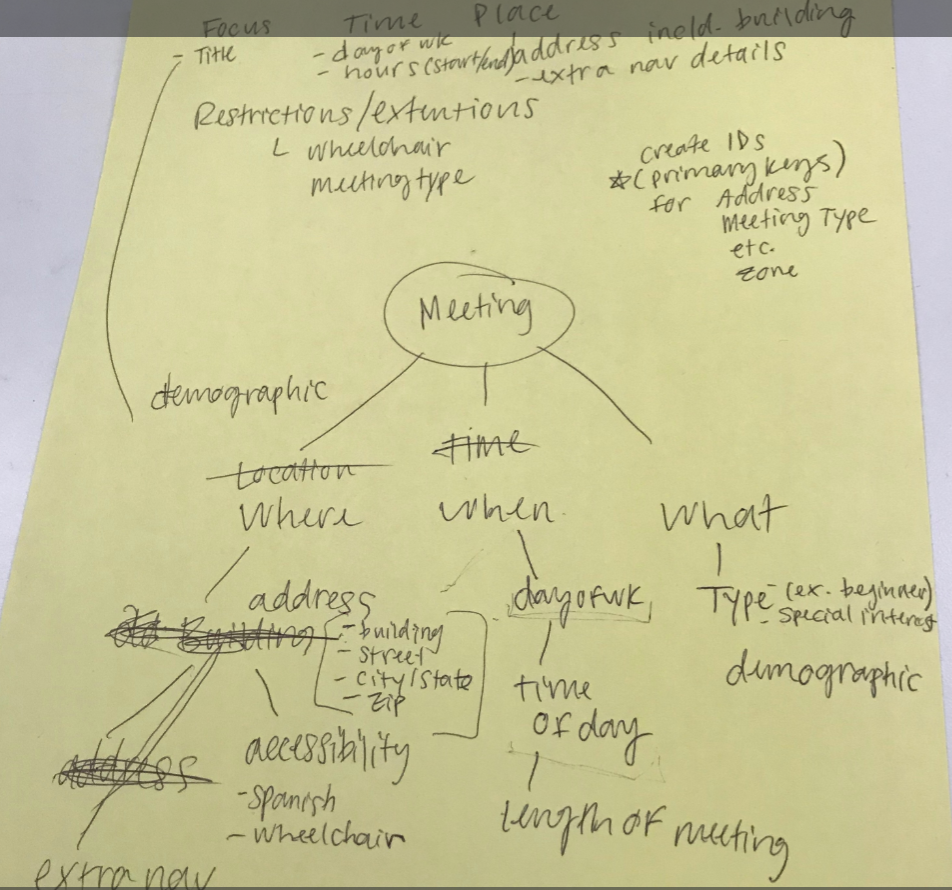 Focus Time Place
- Title
- day of wk
- hours (start/end)
address incld. building
- extra nav details
Restrictions/extentions
wheelchair
meeting type
create IDs
*(primary keys)
for Address
Meeting Type
etc.
zone
Meeting
demographic
Location
time
Where
when
What
address
Building
- building
- street
- City/State
- Zip
day of wk
Type - (ex. beginner)
- special interest
demographic
time
of day
address
accessibility
- spanish
- wheelchair
length of meeting
extra nav